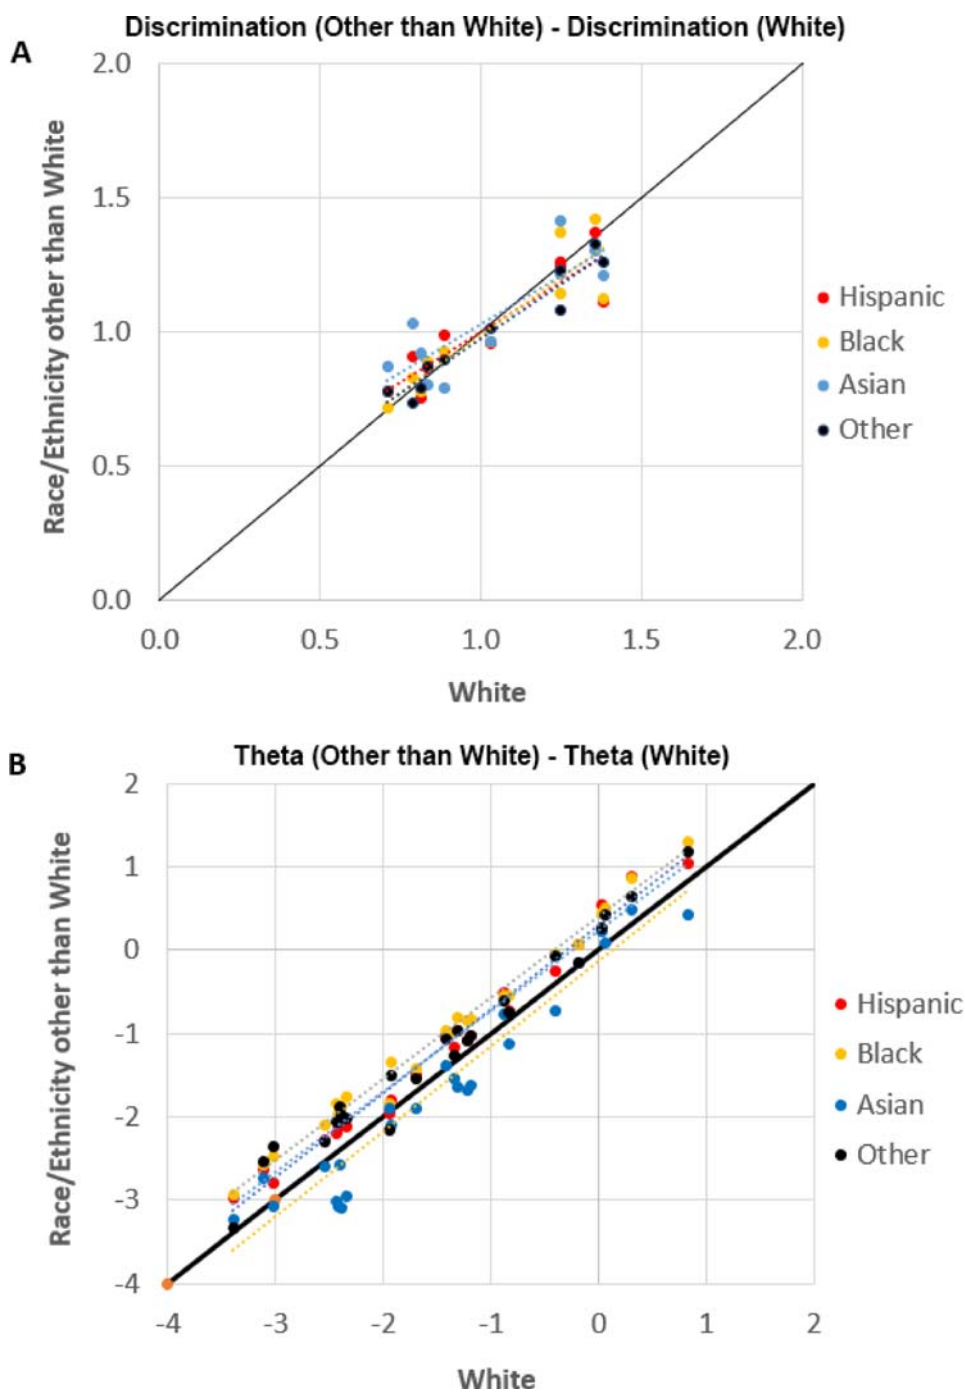 Discrimination (Other than White) - Discrimination (White)
A
2.0
1.5
1.0
0.5
0.0
Race/Ethnicity other than White
0.0 0.5 1.0 1.5 2.0
White
Hispanic
Black
Asian
Other
Theta (Other than White) - Theta (White)
B
2
1
0
-1
-2
-3
-4
Race/Ethnicity other than White
-4 -3 -2 -1 0 1 2
White
Hispanic
Black
Asian
Other